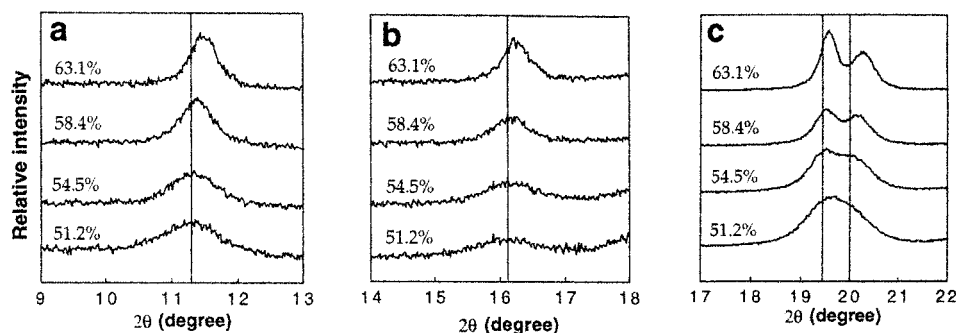 Relative intensity
a
63.1%
58.4%
54.5%
51.2%
9 10 11 12 13
2θ (degree)
b
63.1%
58.4%
54.5%
51.2%
14 15 16 17 18
2θ (degree)
c
63.1%
58.4%
54.5%
51.2%
17 18 19 20 21 22
2θ (degree)